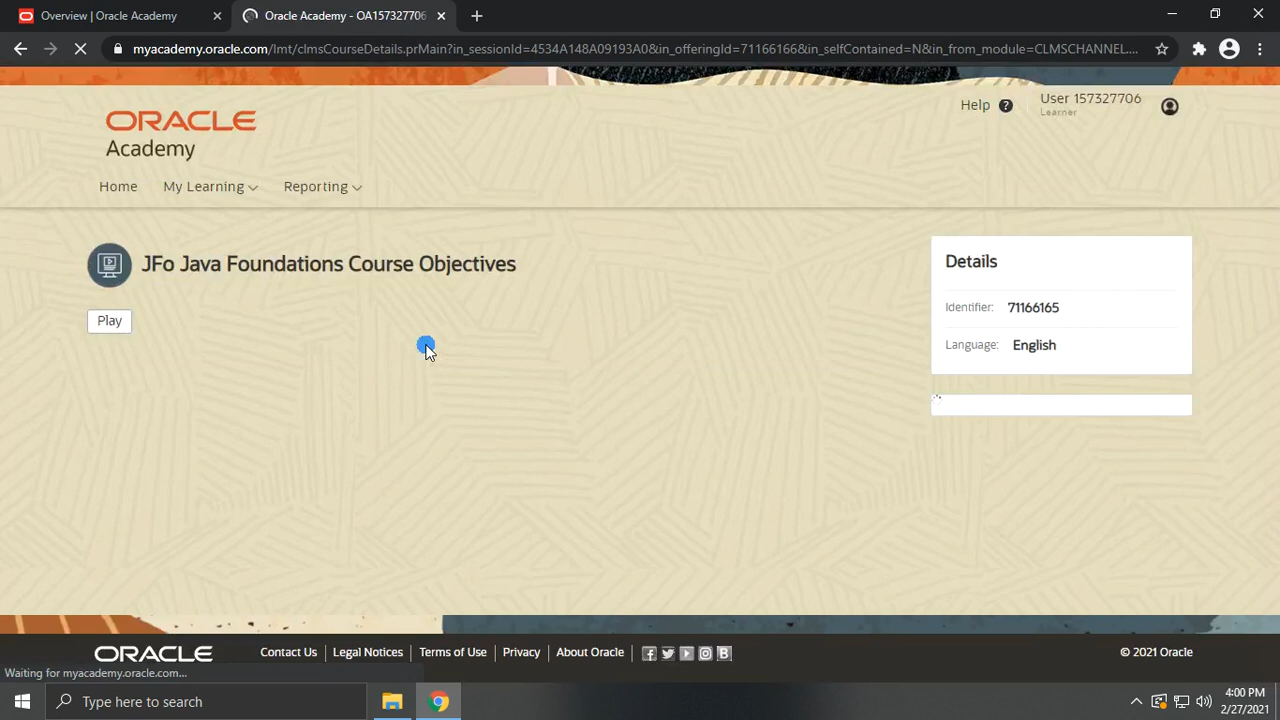 Overview | Oracle Academy
Oracle Academy - OA157327706
myacademy.oracle.com/lmt/clmsCourseDetails.prMain?in_sessionId=4534A148A09193A0&in_offeringId=71166166&in_selfContained=N&in_from_module=CLMSCHANNEL...
ORACLE
Academy
Help ?
User 157327706
Learner
Home My Learning Reporting
JFo Java Foundations Course Objectives
Play
Details
Identifier: 71166165
Language: English
ORACLE
Contact Us Legal Notices Terms of Use Privacy About Oracle
© 2021 Oracle
Waiting for myacademy.oracle.com...
Type here to search
4:00 PM
2/27/2021